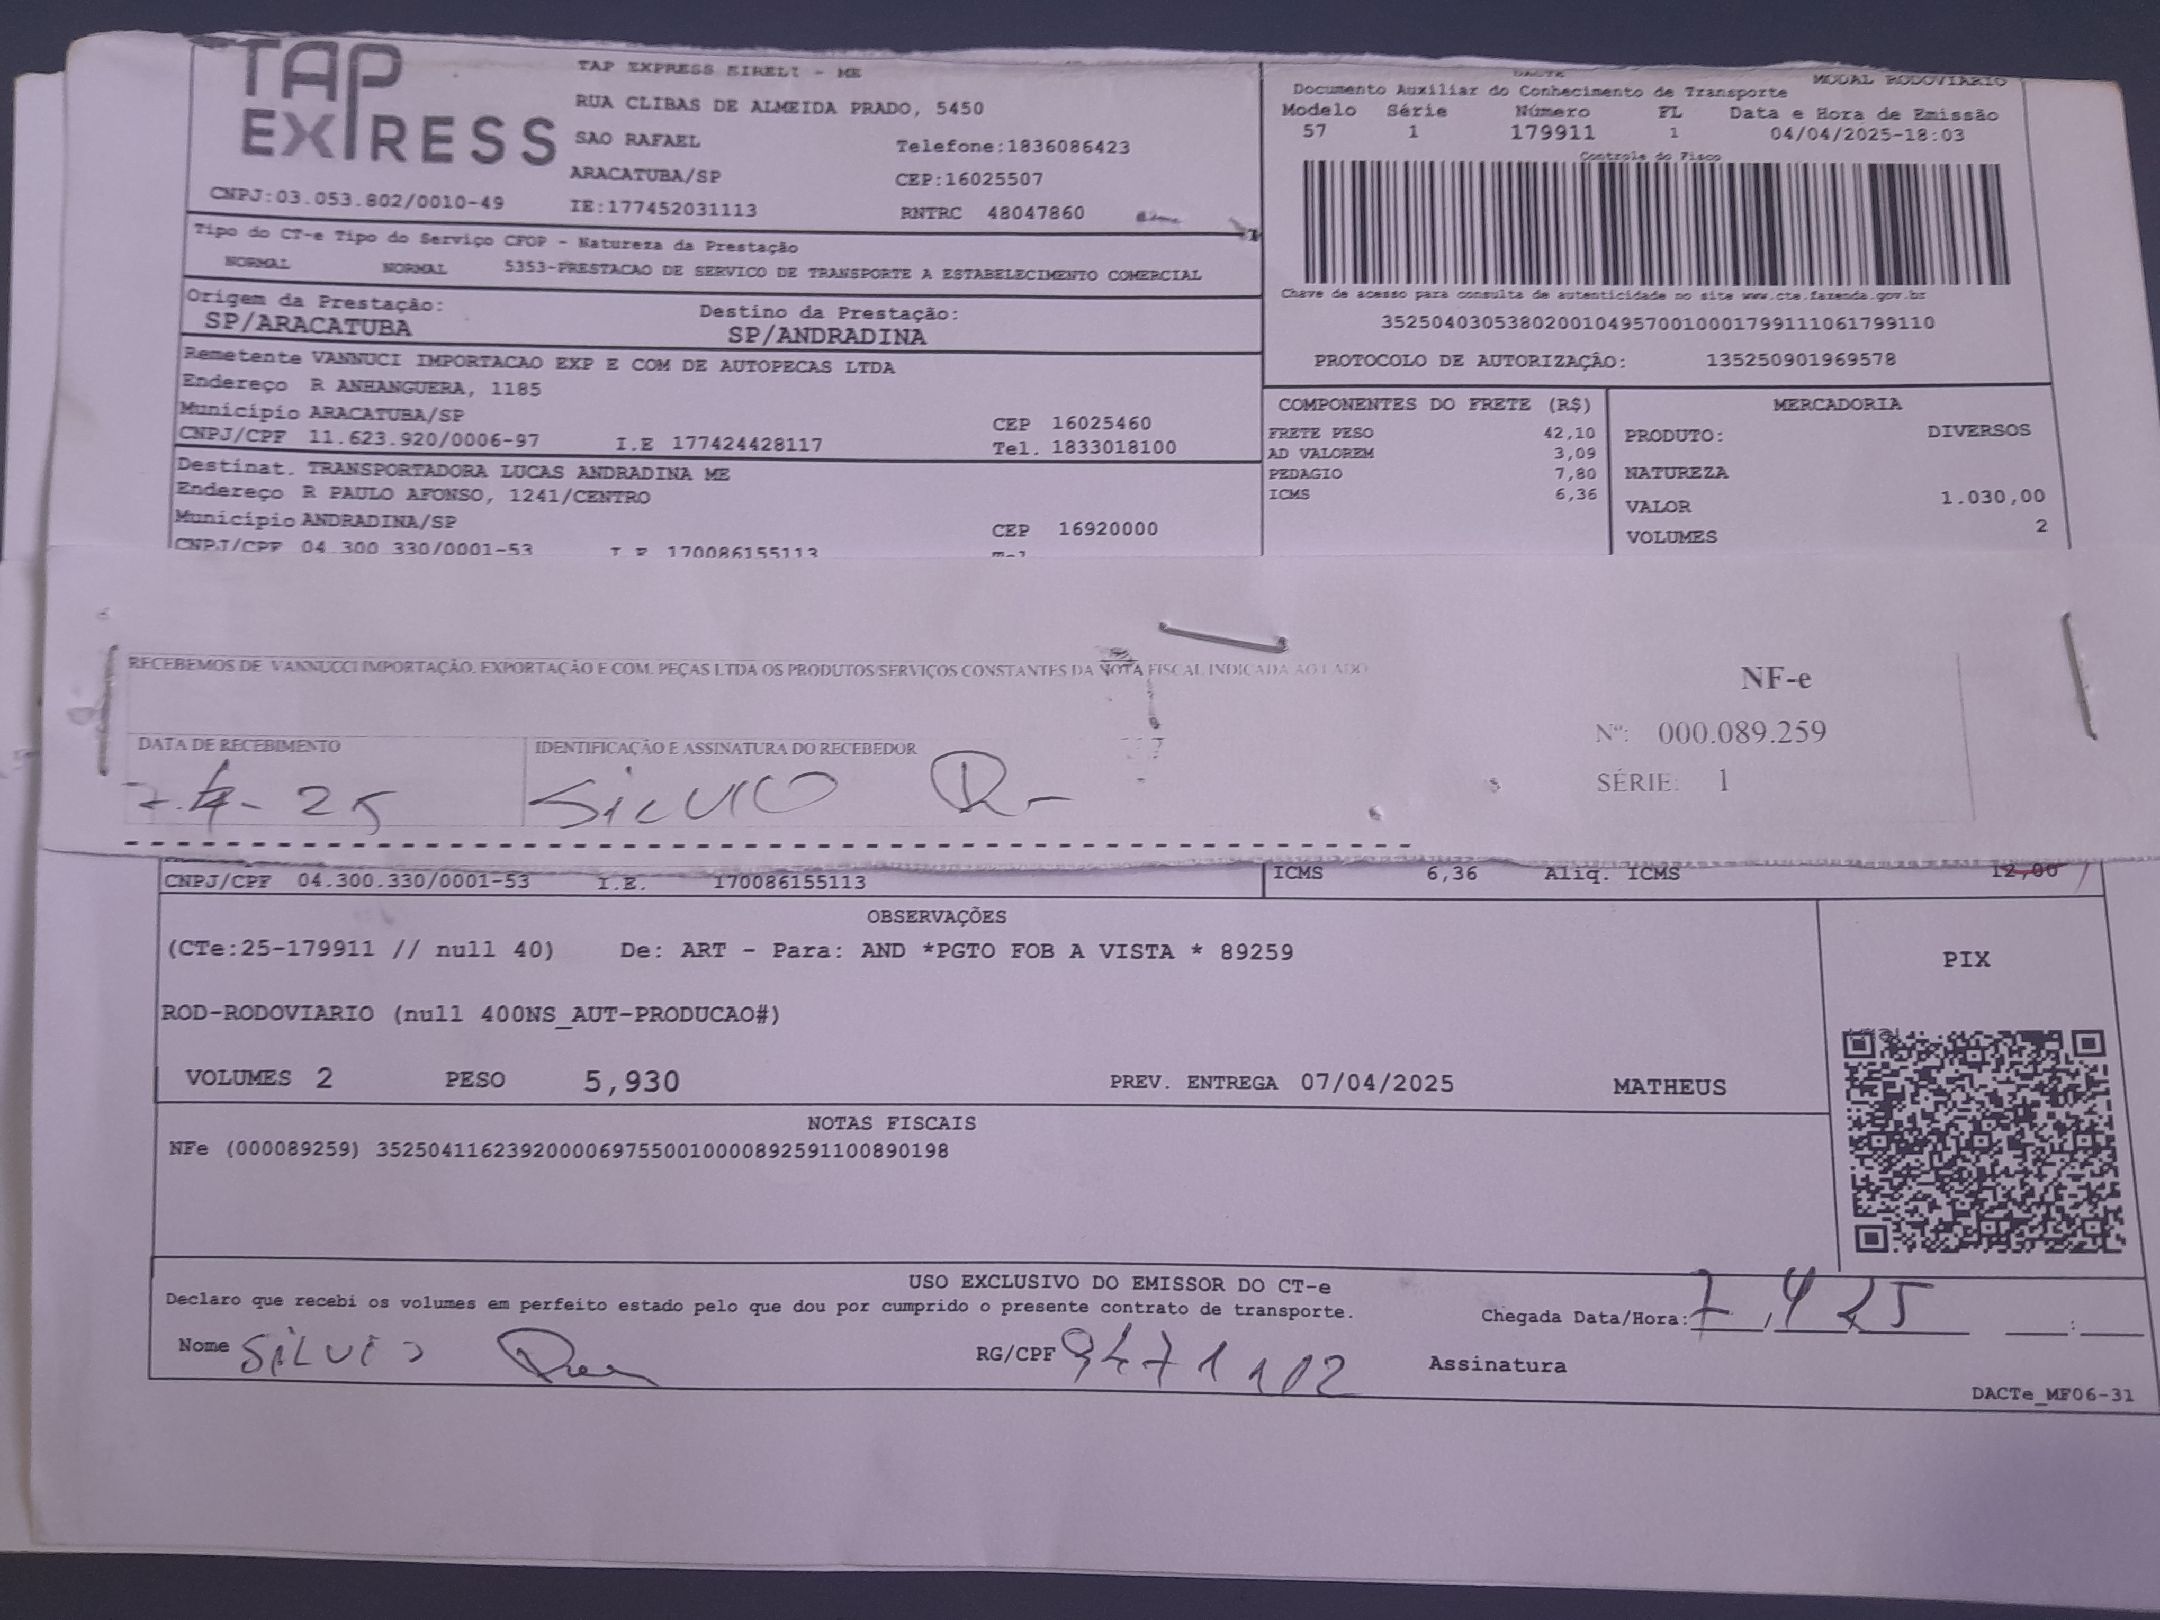 TAP EXPRESS
TAP EXPRESS EIRELI - ME
RUA CLIBAS DE ALMEIDA PRADO, 5450
SAO RAFAEL
Telefone:1836086423
ARACATUBA/SP
CEP:16025507
CNPJ:03.053.802/0010-49
IE:177452031113
RNTRC 48047860
DACTE
MODAL RODOVIARIO
Documento Auxiliar do Conhecimento de Transporte
Modelo Série Número FL Data e Hora de Emissão
57 1 179911 1 04/04/2025-18:03
Controle do Fisco
Chave de acesso para consulta de autenticidade no site www.cte.fazenda.gov.br
35250403053802001049570010001799111061799110
PROTOCOLO DE AUTORIZAÇÃO: 135250901969578
Tipo do CT-e Tipo do Serviço CFOP - Natureza da Prestação
NORMAL NORMAL 5353-PRESTACAO DE SERVICO DE TRANSPORTE A ESTABELECIMENTO COMERCIAL
Origem da Prestação: Destino da Prestação:
SP/ARACATUBA SP/ANDRADINA
Remetente VANNUCI IMPORTACAO EXP E COM DE AUTOPECAS LTDA
Endereço R ANHANGUERA, 1185
Município ARACATUBA/SP CEP 16025460
CNPJ/CPF 11.623.920/0006-97 I.E 177424428117 Tel. 1833018100
Destinat. TRANSPORTADORA LUCAS ANDRADINA ME
Endereço R PAULO AFONSO, 1241/CENTRO
Município ANDRADINA/SP CEP 16920000
CNPJ/CPF 04.300.330/0001-53 I.E 170086155113
COMPONENTES DO FRETE (R$)
FRETE PESO 42,10
AD VALOREM 3,09
PEDAGIO 7,80
ICMS 6,36
MERCADORIA
PRODUTO: DIVERSOS
NATUREZA
VALOR 1.030,00
VOLUMES 2
RECEBEMOS DE VANNUCCI IMPORTAÇÃO, EXPORTAÇÃO E COM. PEÇAS LTDA OS PRODUTOS/SERVIÇOS CONSTANTES DA NOTA FISCAL INDICADA AO LADO
DATA DE RECEBIMENTO
7-4-25
IDENTIFICAÇÃO E ASSINATURA DO RECEBEDOR
SiLVIO
NF-e
Nº: 000.089.259
SÉRIE: 1
CNPJ/CPF 04.300.330/0001-53 I.E. 170086155113
ICMS 6,36 Aliq. ICMS 12,00
OBSERVAÇÕES
(CTe:25-179911 // null 40) De: ART - Para: AND *PGTO FOB A VISTA * 89259
ROD-RODOVIARIO (null 400NS_AUT-PRODUCAO#)
VOLUMES 2 PESO 5,930 PREV. ENTREGA 07/04/2025 MATHEUS
PIX
NOTAS FISCAIS
NFe (000089259) 35250411623920000697550010000892591100890198
USO EXCLUSIVO DO EMISSOR DO CT-e
Declaro que recebi os volumes em perfeito estado pelo que dou por cumprido o presente contrato de transporte.
Chegada Data/Hora: 7/4/25 __:__
Nome SiLVIO RG/CPF 9471102 Assinatura
DACTe_MF06-31